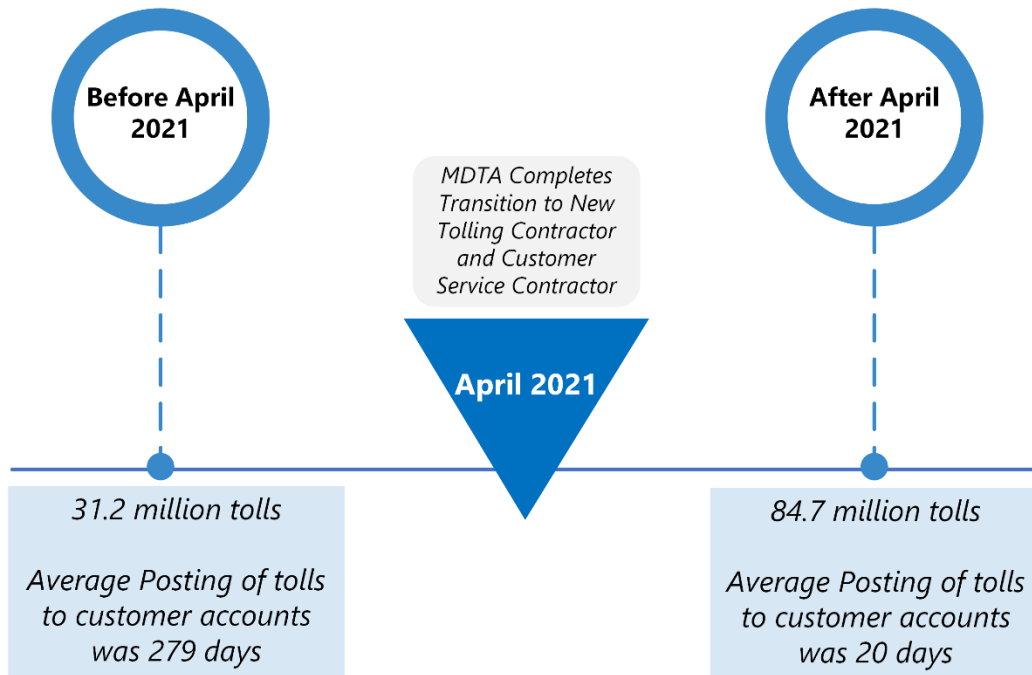 Before April
2021
After April
2021
MDTA Completes
Transition to New
Tolling Contractor
and Customer
Service Contractor
April 2021
31.2 million tolls
Average Posting of tolls
to customer accounts
was 279 days
84.7 million tolls
Average Posting of tolls
to customer accounts
was 20 days